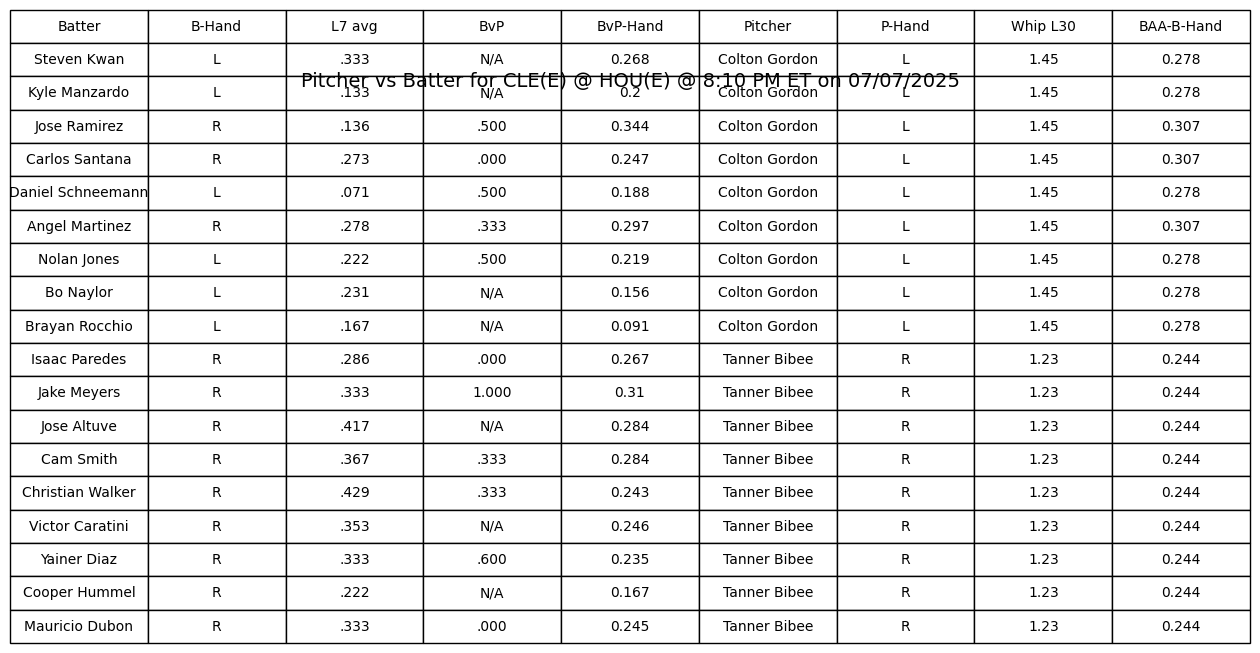 Batter B-Hand L7 avg BvP BvP-Hand Pitcher P-Hand Whip L30 BAA-B-Hand
Steven Kwan L .333 N/A 0.268 Colton Gordon L 1.45 0.278
Pitcher vs Batter for CLE(E) @ HOU(E) @ 8:10 PM ET on 07/07/2025
Kyle Manzardo L .133 N/A 0.2 Colton Gordon L 1.45 0.278
Jose Ramirez R .136 .500 0.344 Colton Gordon L 1.45 0.307
Carlos Santana R .273 .000 0.247 Colton Gordon L 1.45 0.307
Daniel Schneemann L .071 .500 0.188 Colton Gordon L 1.45 0.278
Angel Martinez R .278 .333 0.297 Colton Gordon L 1.45 0.307
Nolan Jones L .222 .500 0.219 Colton Gordon L 1.45 0.278
Bo Naylor L .231 N/A 0.156 Colton Gordon L 1.45 0.278
Brayan Rocchio L .167 N/A 0.091 Colton Gordon L 1.45 0.278
Isaac Paredes R .286 .000 0.267 Tanner Bibee R 1.23 0.244
Jake Meyers R .333 1.000 0.31 Tanner Bibee R 1.23 0.244
Jose Altuve R .417 N/A 0.284 Tanner Bibee R 1.23 0.244
Cam Smith R .367 .333 0.284 Tanner Bibee R 1.23 0.244
Christian Walker R .429 .333 0.243 Tanner Bibee R 1.23 0.244
Victor Caratini R .353 N/A 0.246 Tanner Bibee R 1.23 0.244
Yainer Diaz R .333 .600 0.235 Tanner Bibee R 1.23 0.244
Cooper Hummel R .222 N/A 0.167 Tanner Bibee R 1.23 0.244
Mauricio Dubon R .333 .000 0.245 Tanner Bibee R 1.23 0.244